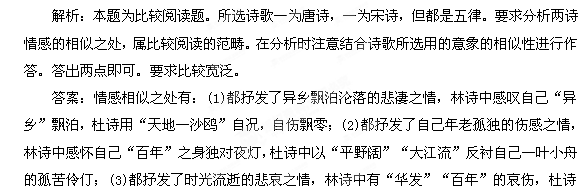 解析：本题为比较阅读题。所选诗歌一为唐诗，一为宋诗，但都是五律。要求分析两诗
情感的相似之处，属比较阅读的范畴。在分析时注意结合诗歌所选用的意象的相似性进行作
答。答出两点即可。要求比较宽泛。
答案：情感相似之处有：(1)都抒发了异乡飘泊沦落的悲凄之情，林诗中感叹自己“异
乡”飘泊，杜诗用“天地一沙鸥”自况，自伤飘零；(2)都抒发了自己年老孤独的伤感之情，
林诗中感怀自己“百年”之身独对夜灯，杜诗中以“平野阔”“大江流”反衬自己一叶小舟
的孤苦伶仃；(3)都抒发了时光流逝的悲哀之情，林诗中有“华发”“百年”的哀伤，杜诗